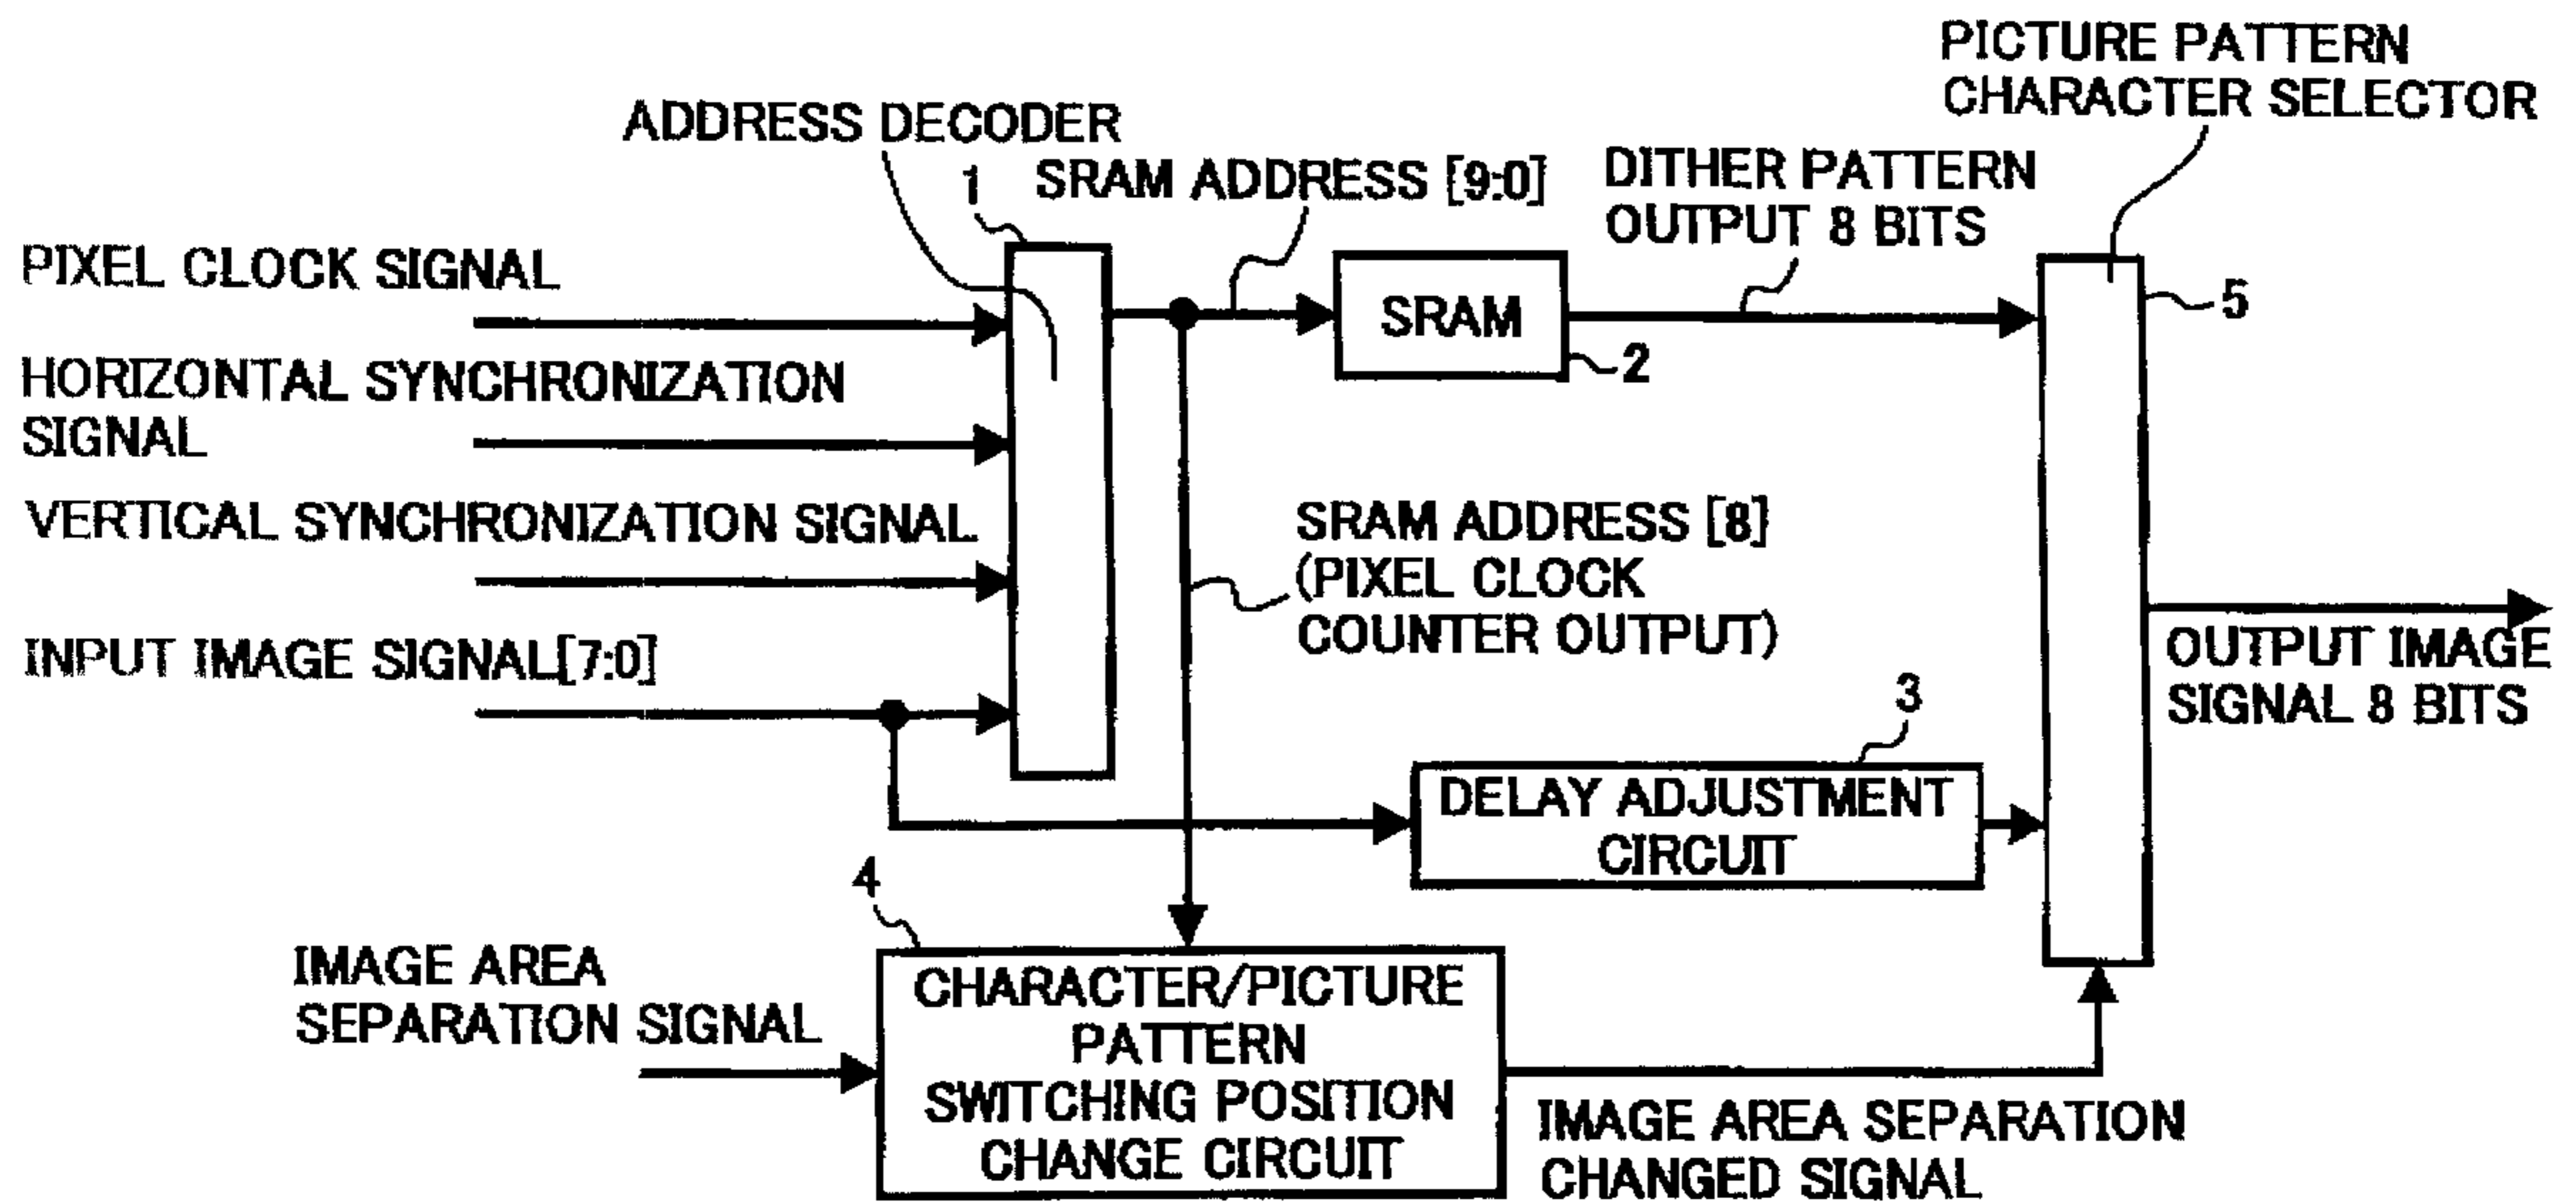 PICTURE PATTERN
CHARACTER SELECTOR
ADDRESS DECODER
1
SRAM ADDRESS [9:0]
DITHER PATTERN
OUTPUT 8 BITS
PIXEL CLOCK SIGNAL
SRAM
2
5
HORIZONTAL SYNCHRONIZATION
SIGNAL
VERTICAL SYNCHRONIZATION SIGNAL
SRAM ADDRESS [8]
(PIXEL CLOCK
COUNTER OUTPUT)
INPUT IMAGE SIGNAL[7:0]
OUTPUT IMAGE
SIGNAL 8 BITS
3
DELAY ADJUSTMENT
CIRCUIT
4
IMAGE AREA
SEPARATION SIGNAL
CHARACTER/PICTURE
PATTERN
SWITCHING POSITION
CHANGE CIRCUIT
IMAGE AREA SEPARATION
CHANGED SIGNAL